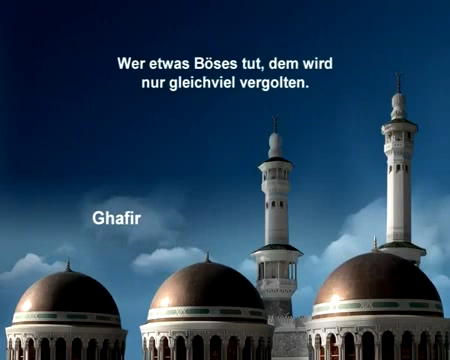 Wer etwas Böses tut, dem wird
nur gleichviel vergolten.
Ghafir